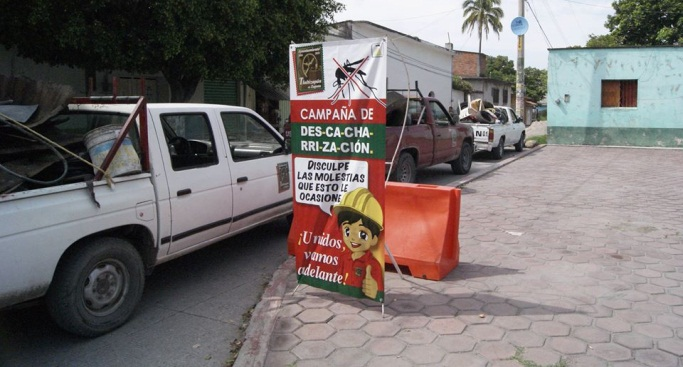 CAMPAÑA DE
DES-CA-CHA-
RRI-ZA-CIÓN.
DISCULPE
LAS MOLESTIAS
QUE ESTO LE
OCASIONE
¡Unidos,
vamos
adelante!